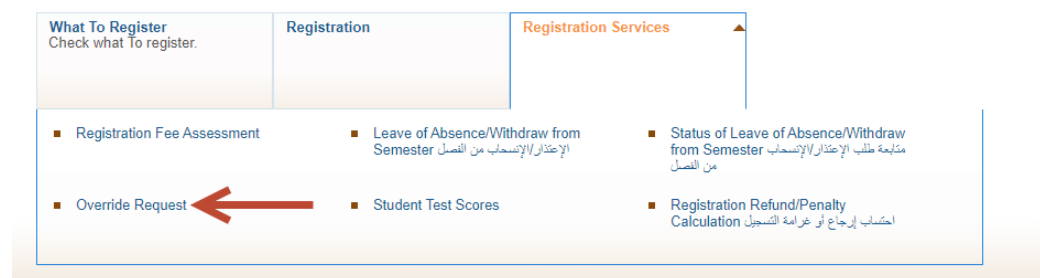 What To Register
Check what To register.
Registration
Registration Services
Registration Fee Assessment
Leave of Absence/Withdraw from
Semester الإعتذار/الإنسحاب من الفصل
Status of Leave of Absence/Withdraw
from Semester متابعة طلب الإعتذار/الإنسحاب
من الفصل
Override Request
Student Test Scores
Registration Refund/Penalty
Calculation احتساب إرجاع أو غرامة التسجيل